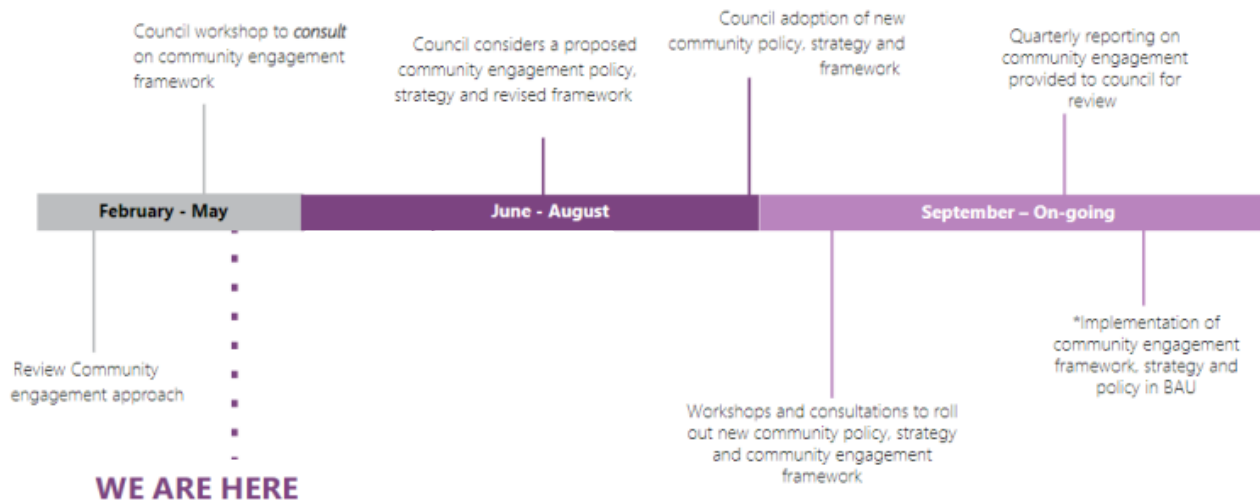 Council workshop to consult
on community engagement
framework
Council considers a proposed
community engagement policy,
strategy and revised framework
Council adoption of new
community policy, strategy and
framework
Quarterly reporting on
community engagement
provided to council for
review
February - May
June - August
September – On-going
Review Community
engagement approach
WE ARE HERE
Workshops and consultations to roll
out new community policy, strategy
and community engagement
framework
*Implementation of
community engagement
framework, strategy and
policy in BAU